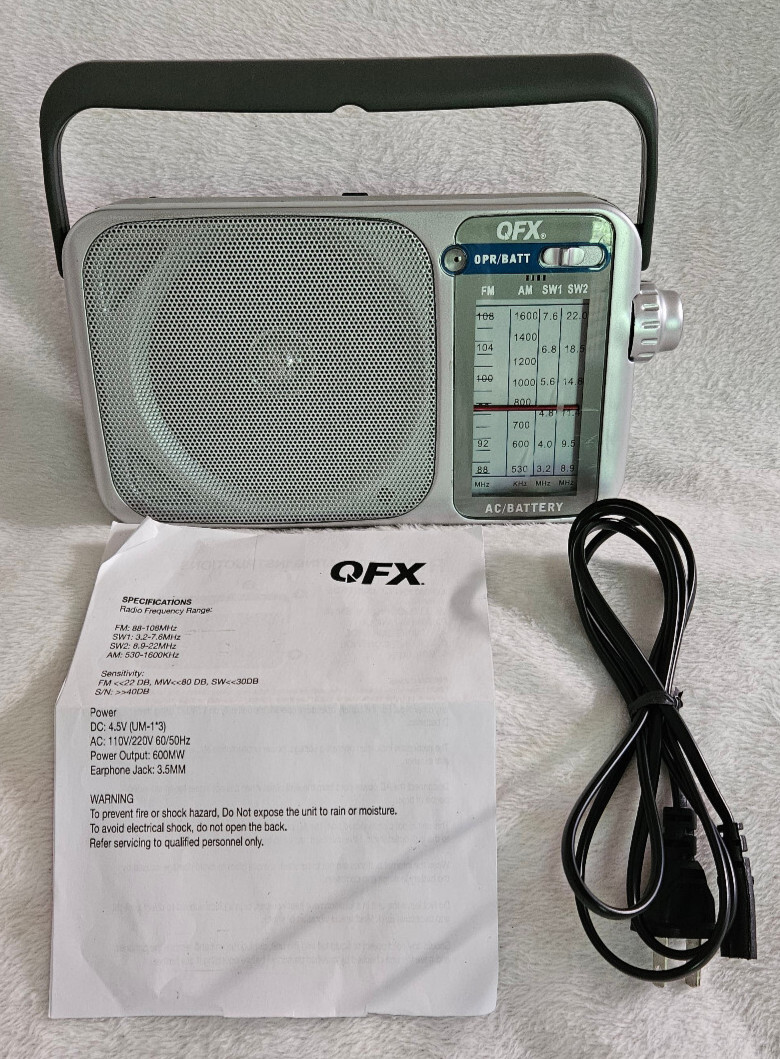 QFX®
OPR/BATT
FM AM SW1 SW2
108 1600 7.6 22.0
1400
104 6.8 18.5
1200
100 1000 5.6 14.8
800
4.8 11.4
700
92 600 4.0 9.5
88 530 3.2 8.9
MHz KHz MHz MHz
AC/BATTERY
QFX.
SPECIFICATIONS
Radio Frequency Range:
FM: 88-108MHz
SW1: 3.2-7.6MHz
SW2: 8.9-22MHz
AM: 530-1600KHz
Sensitivity:
FM <<22 DB, MW<<80 DB, SW<<30DB
S/N: >>40DB
Power
DC: 4.5V (UM-1*3)
AC: 110V/220V 60/50Hz
Power Output: 600MW
Earphone Jack: 3.5MM
WARNING
To prevent fire or shock hazard, Do Not expose the unit to rain or moisture.
To avoid electrical shock, do not open the back.
Refer servicing to qualified personnel only.